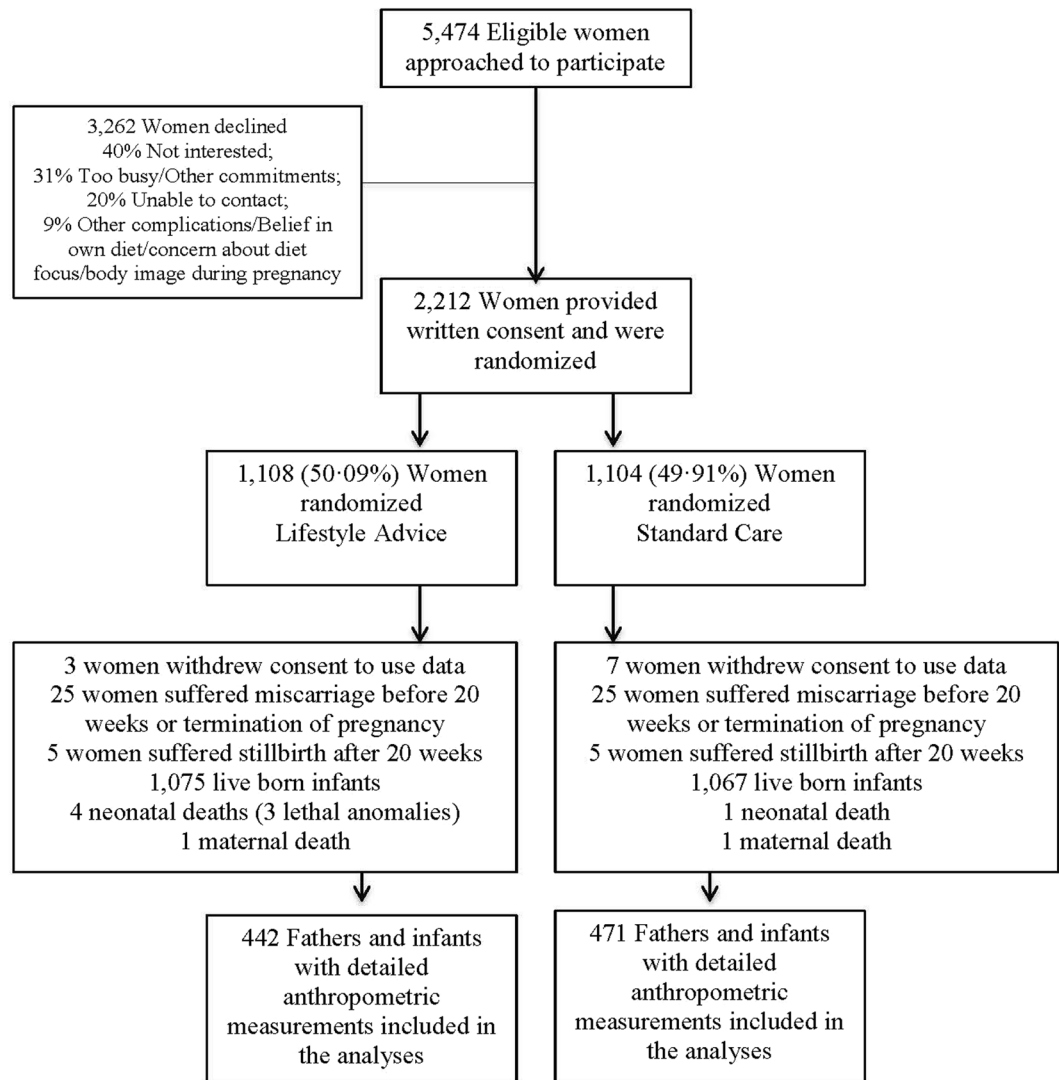 5,474 Eligible women
approached to participate
3,262 Women declined
40% Not interested;
31% Too busy/Other commitments;
20% Unable to contact;
9% Other complications/Belief in
own diet/concern about diet
focus/body image during pregnancy
2,212 Women provided
written consent and were
randomized
1,108 (50·09%) Women
randomized
Lifestyle Advice
1,104 (49·91%) Women
randomized
Standard Care
3 women withdrew consent to use data
25 women suffered miscarriage before 20
weeks or termination of pregnancy
5 women suffered stillbirth after 20 weeks
1,075 live born infants
4 neonatal deaths (3 lethal anomalies)
1 maternal death
7 women withdrew consent to use data
25 women suffered miscarriage before 20
weeks or termination of pregnancy
5 women suffered stillbirth after 20 weeks
1,067 live born infants
1 neonatal death
1 maternal death
442 Fathers and infants
with detailed
anthropometric
measurements included in
the analyses
471 Fathers and infants
with detailed
anthropometric
measurements included in
the analyses